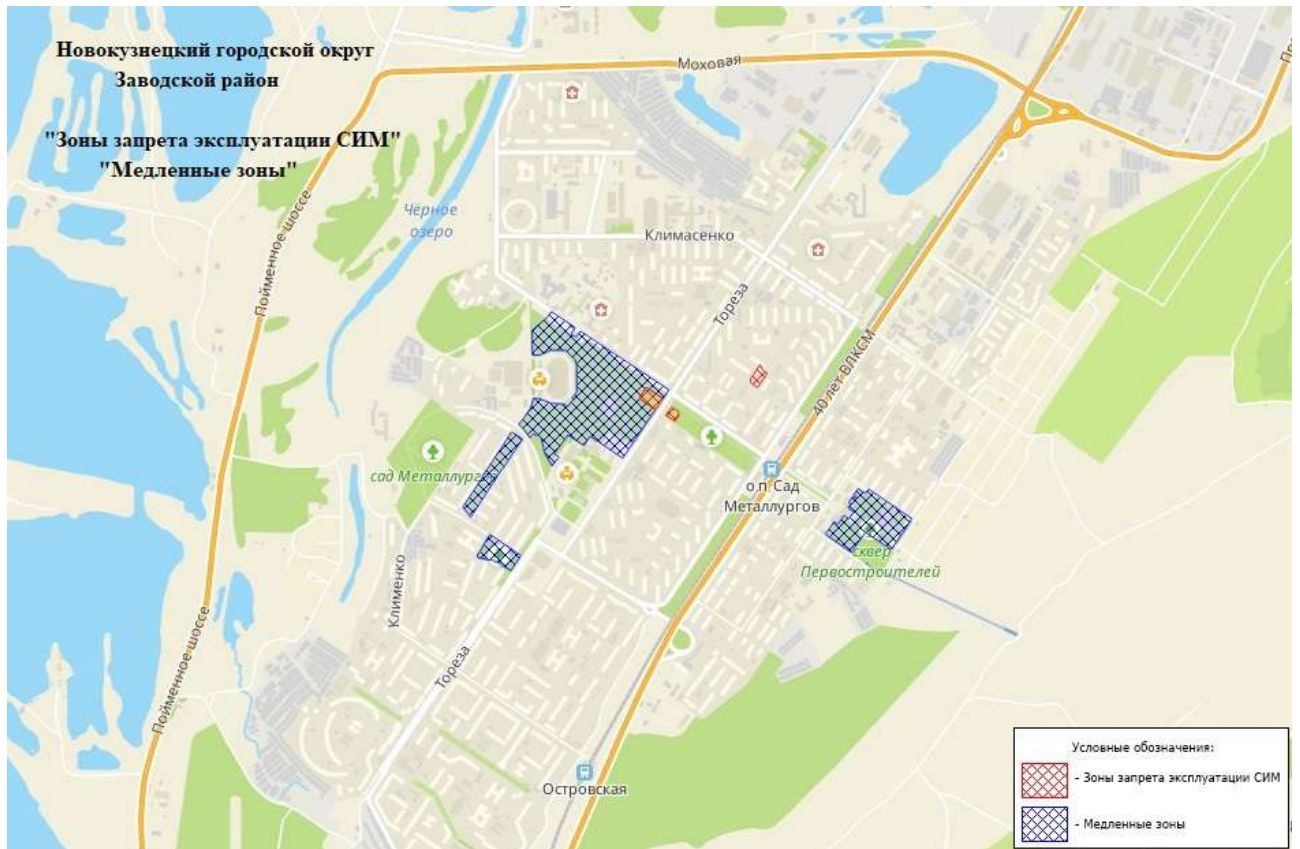 Новокузнецкий городской округ
Заводской район
"Зоны запрета эксплуатации СИМ"
"Медленные зоны"
Моховая
Чёрное
озеро
Климасенко
Пойменное шоссе
Тореза
40 лет ВЛКСМ
сад Металлургов
о.п. Сад
Металлургов
сквер
Первостроителей
Клименко
Тореза
Пойменное шоссе
Островская
Условные обозначения:
- Зоны запрета эксплуатации СИМ
- Медленные зоны